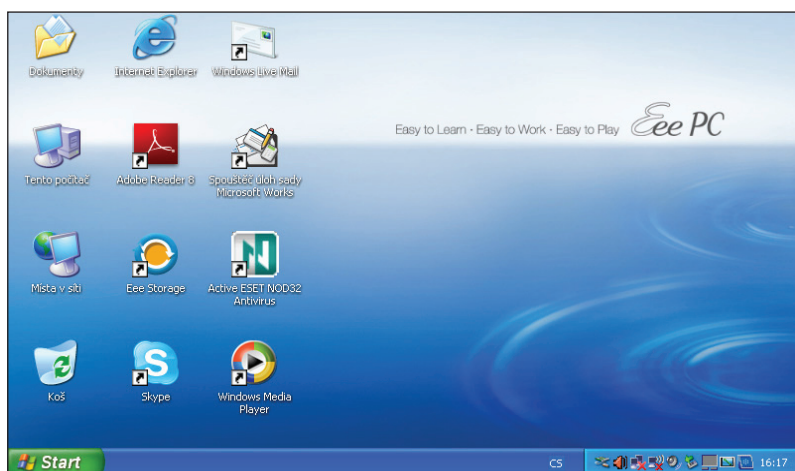 Dokumenty
Internet Explorer
Windows Live Mail
Easy to Learn · Easy to Work · Easy to Play Eee PC
Tento počítač
Adobe Reader 8
Spouštěč úloh sady
Microsoft Works
Místa v síti
Eee Storage
Active ESET NOD32
Antivirus
Koš
Skype
Windows Media
Player
Start
CS
16:17